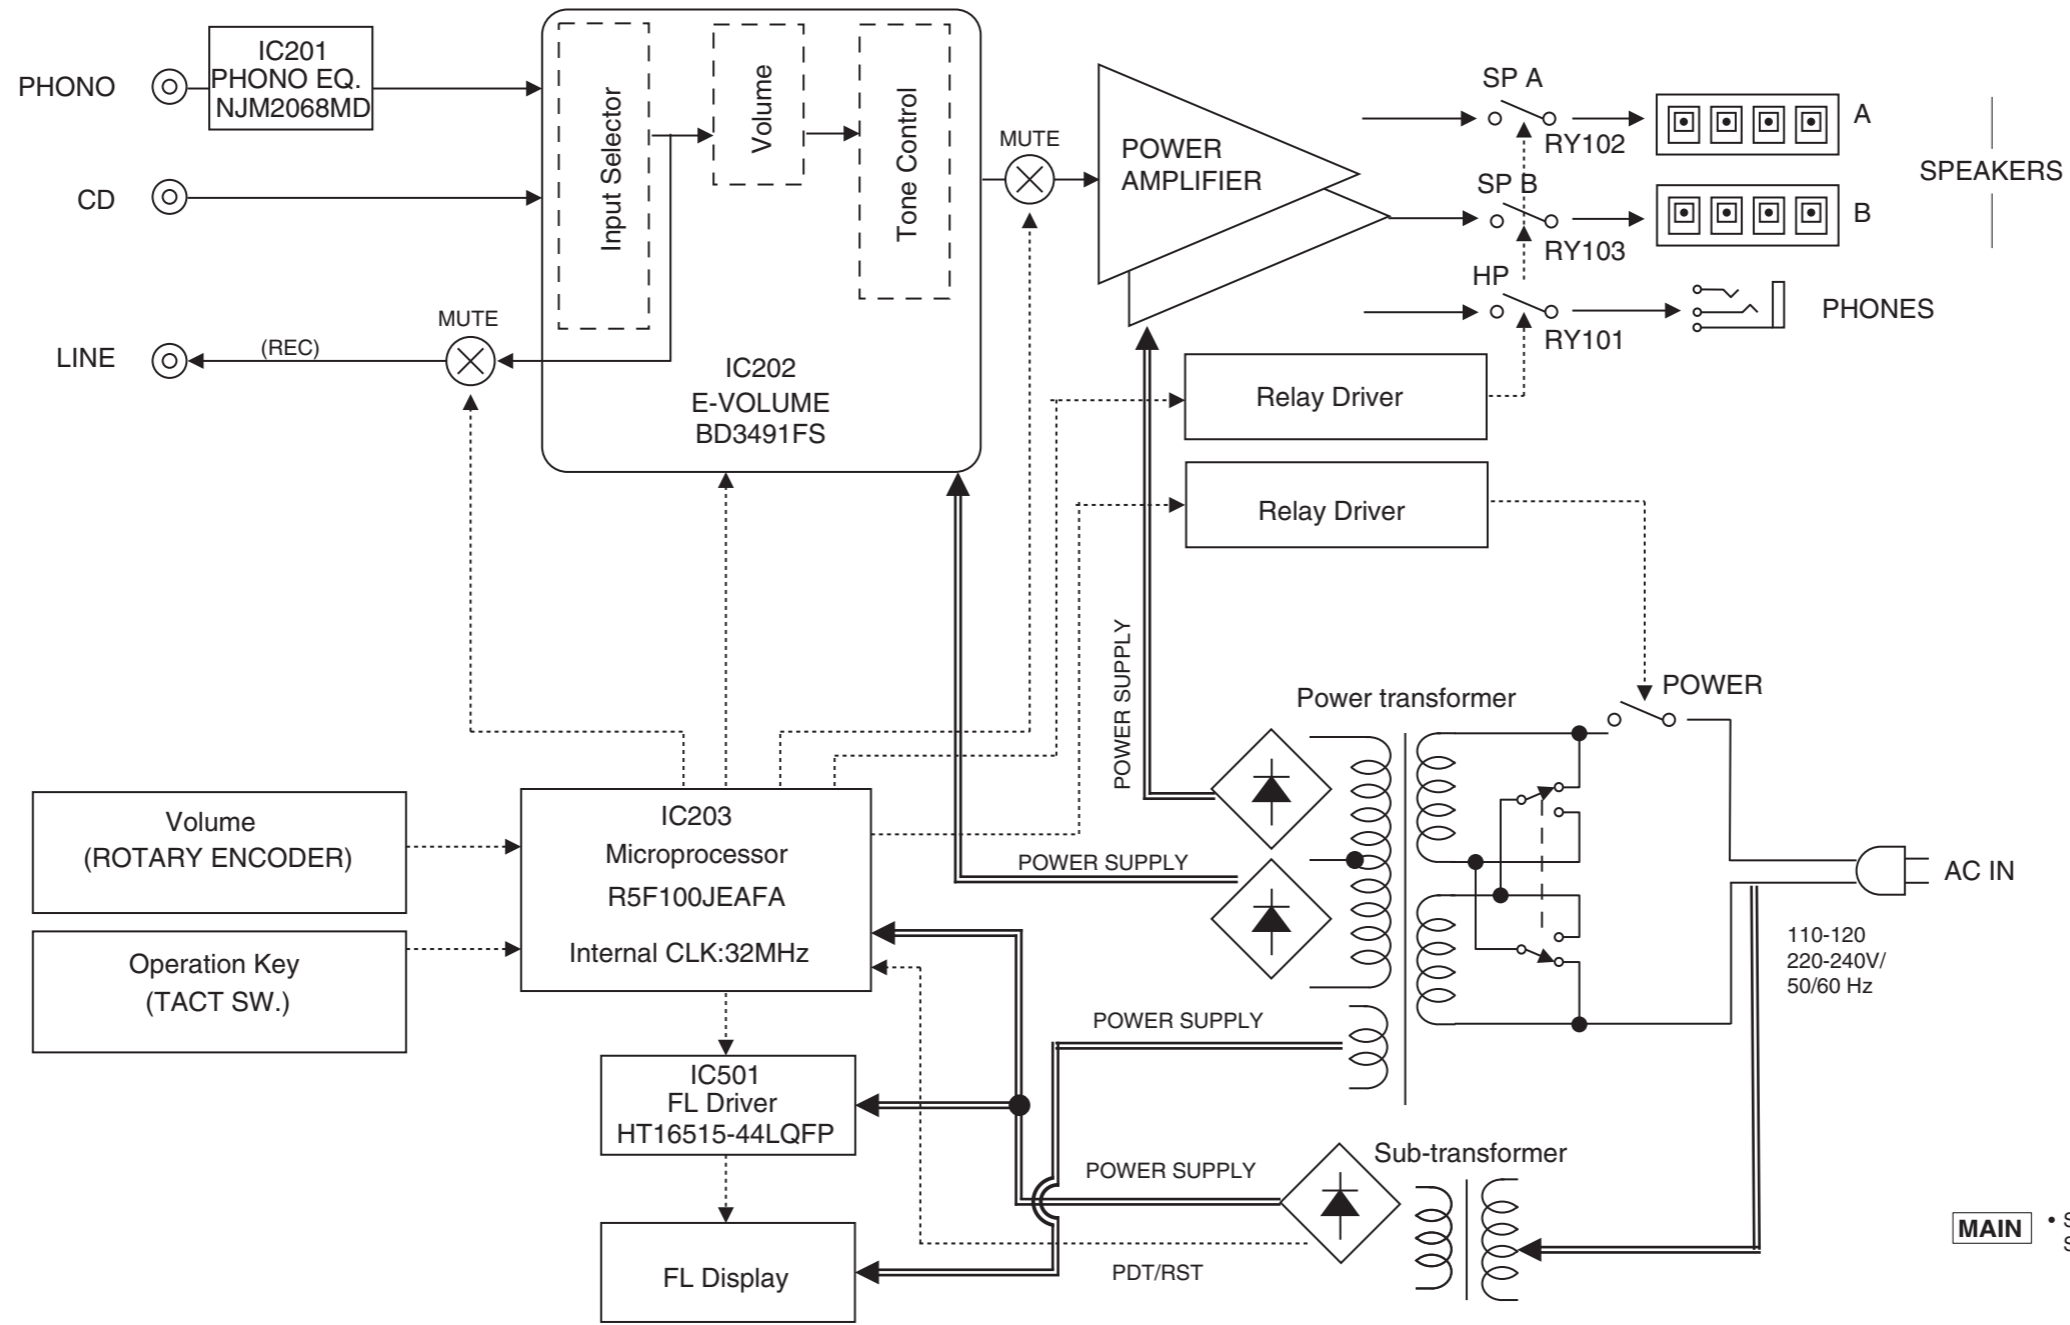 PHONO
IC201
PHONO EQ.
NJM2068MD
CD
LINE
(REC)
MUTE
Input Selector
Volume
Tone Control
IC202
E-VOLUME
BD3491FS
MUTE
POWER
AMPLIFIER
SP A
RY102
A
SP B
RY103
B
SPEAKERS
HP
RY101
PHONES
Relay Driver
Relay Driver
POWER SUPPLY
Power transformer
POWER
POWER SUPPLY
AC IN
110-120
220-240V/
50/60 Hz
Volume
(ROTARY ENCODER)
Operation Key
(TACT SW.)
IC203
Microprocessor
R5F100JEAFA
Internal CLK:32MHz
POWER SUPPLY
IC501
FL Driver
HT16515-44LQFP
POWER SUPPLY
Sub-transformer
FL Display
PDT/RST
MAIN